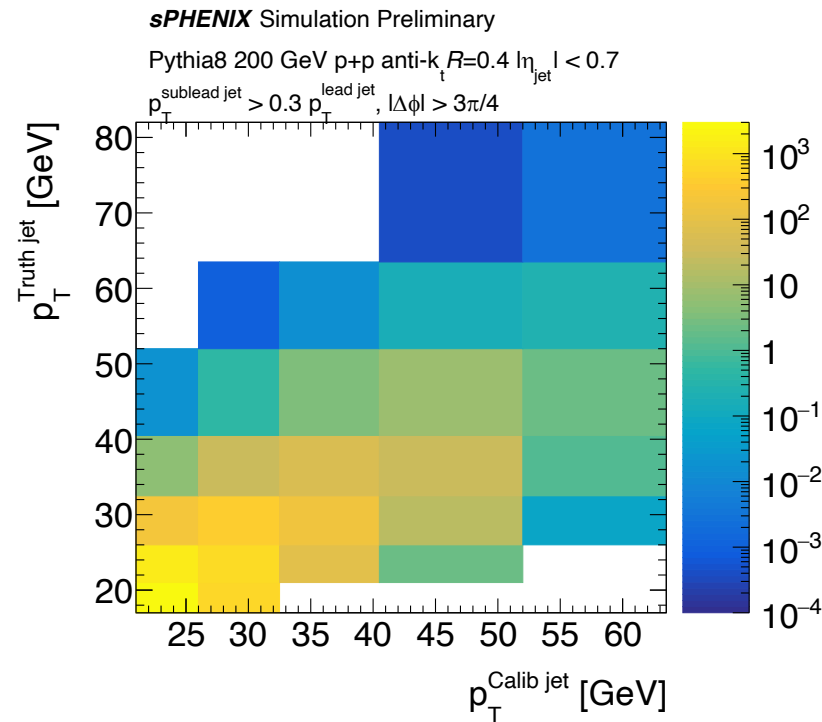 sPHENIX Simulation Preliminary
Pythia8 200 GeV p+p anti-k_t R=0.4 |η_jet| < 0.7
p_T^sublead jet > 0.3 p_T^lead jet, |Δϕ| > 3π/4
p_T^Truth jet [GeV]
80
70
60
50
40
30
20
25 30 35 40 45 50 55 60
p_T^Calib jet [GeV]
10^3
10^2
10
1
10^−1
10^−2
10^−3
10^−4